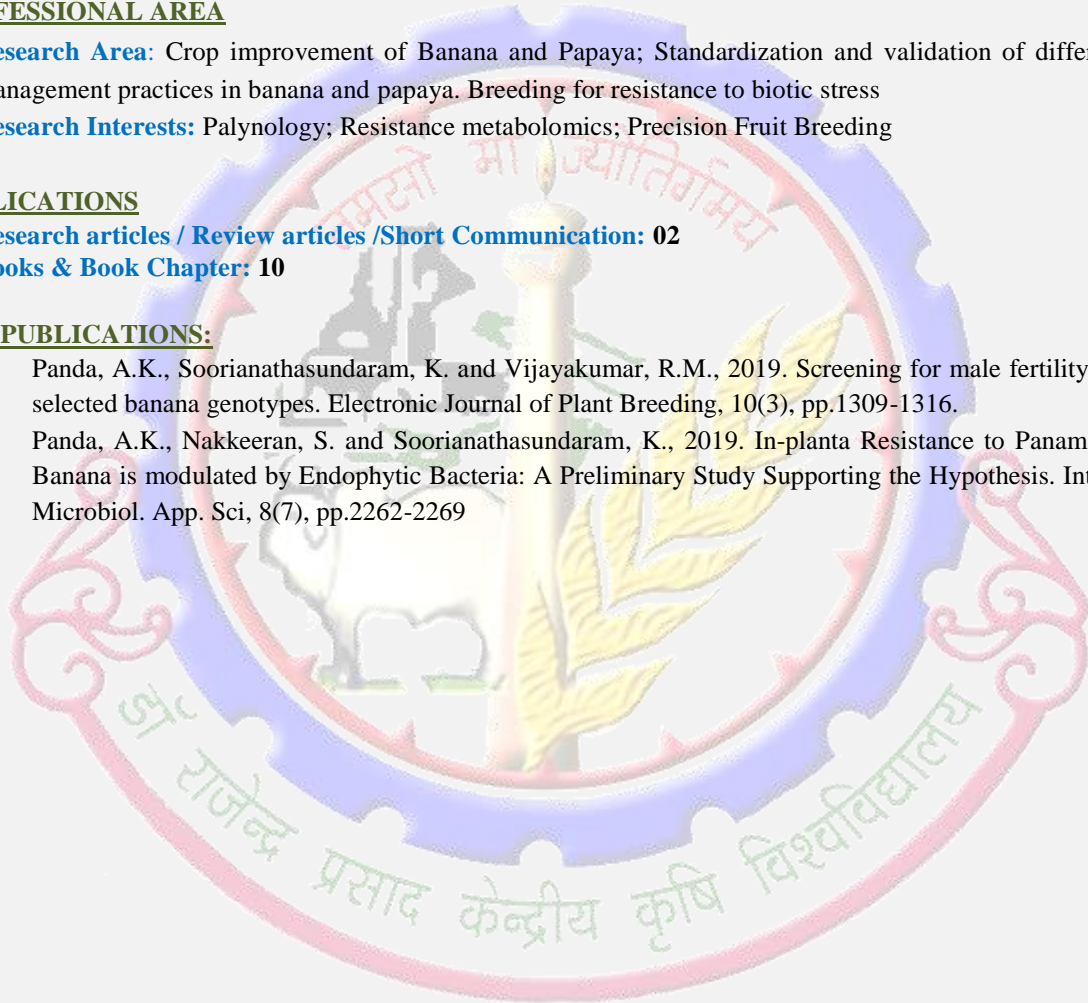 FESSIONAL AREA
esearch Area: Crop improvement of Banana and Papaya; Standardization and validation of differ
anagement practices in banana and papaya. Breeding for resistance to biotic stress
esearch Interests: Palynology; Resistance metabolomics; Precision Fruit Breeding
तमसो मा ज्योतिर्गमय
LICATIONS
esearch articles / Review articles /Short Communication: 02
ooks & Book Chapter: 10
PUBLICATIONS:
Panda, A.K., Soorianathasundaram, K. and Vijayakumar, R.M., 2019. Screening for male fertility
selected banana genotypes. Electronic Journal of Plant Breeding, 10(3), pp.1309-1316.
Panda, A.K., Nakkeeran, S. and Soorianathasundaram, K., 2019. In-planta Resistance to Panam
Banana is modulated by Endophytic Bacteria: A Preliminary Study Supporting the Hypothesis. Int
Microbiol. App. Sci, 8(7), pp.2262-2269
डॉ राजेन्द्र प्रसाद केन्द्रीय कृषि विश्वविद्यालय